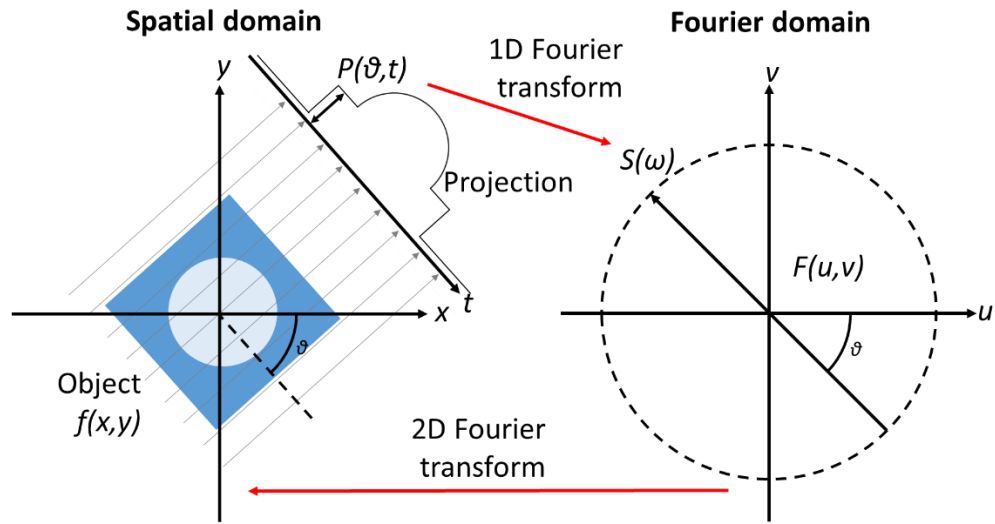 Spatial domain
y
P(ϑ,t)
Projection
x
t
ϑ
Object
f(x,y)
1D Fourier
transform
2D Fourier
transform
Fourier domain
v
S(ω)
F(u,v)
u
ϑ